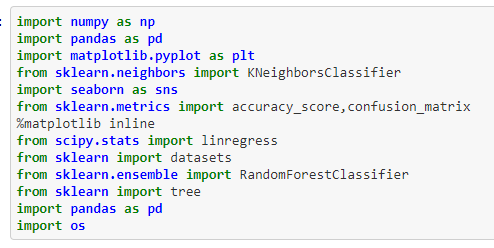 import numpy as np
import pandas as pd
import matplotlib.pyplot as plt
from sklearn.neighbors import KNeighborsClassifier
import seaborn as sns
from sklearn.metrics import accuracy_score,confusion_matrix
%matplotlib inline
from scipy.stats import linregress
from sklearn import datasets
from sklearn.ensemble import RandomForestClassifier
from sklearn import tree
import pandas as pd
import os